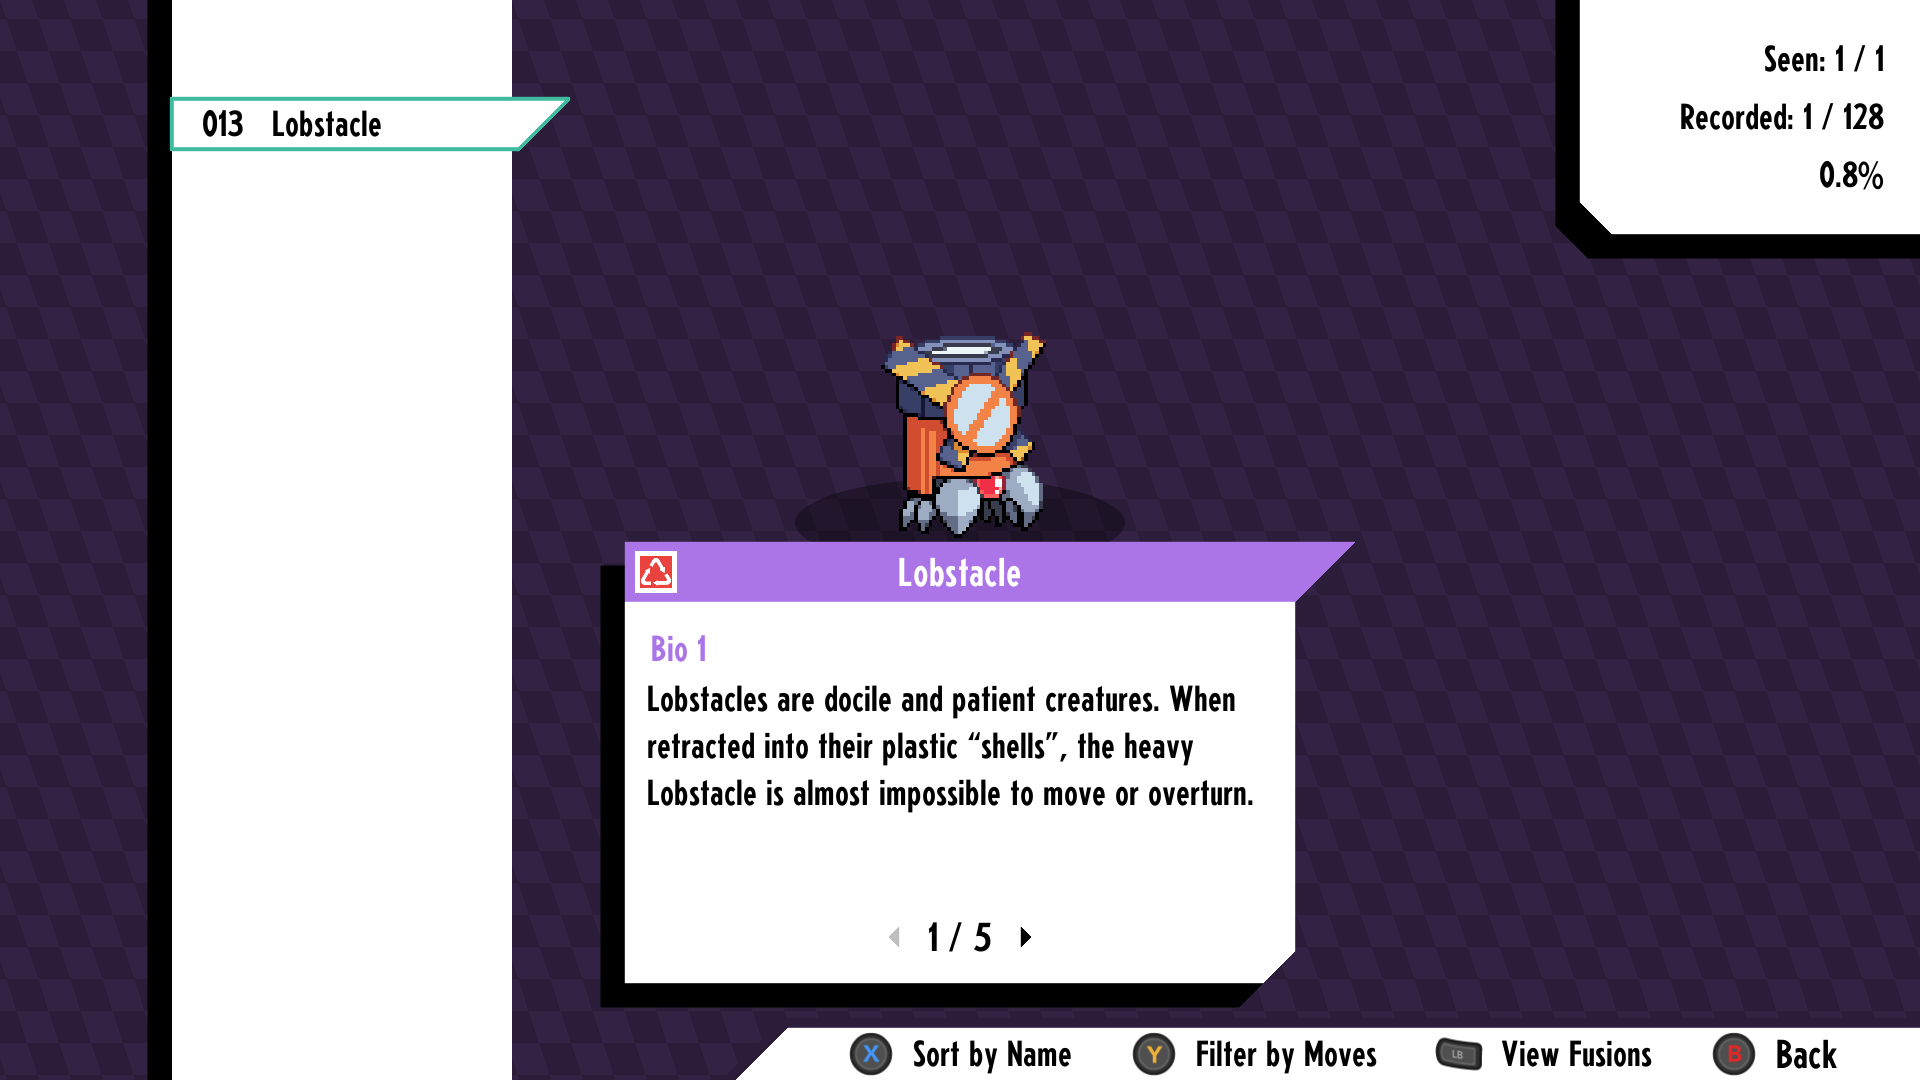 013 Lobstacle
Seen: 1 / 1
Recorded: 1 / 128
0.8%
Lobstacle
Bio 1
Lobstacles are docile and patient creatures. When
retracted into their plastic “shells”, the heavy
Lobstacle is almost impossible to move or overturn.
1 / 5
X Sort by Name Y Filter by Moves LB View Fusions B Back